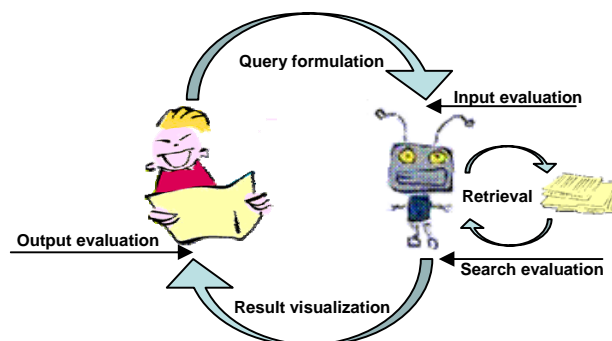 Query formulation
Input evaluation
Retrieval
Output evaluation
Search evaluation
Result visualization